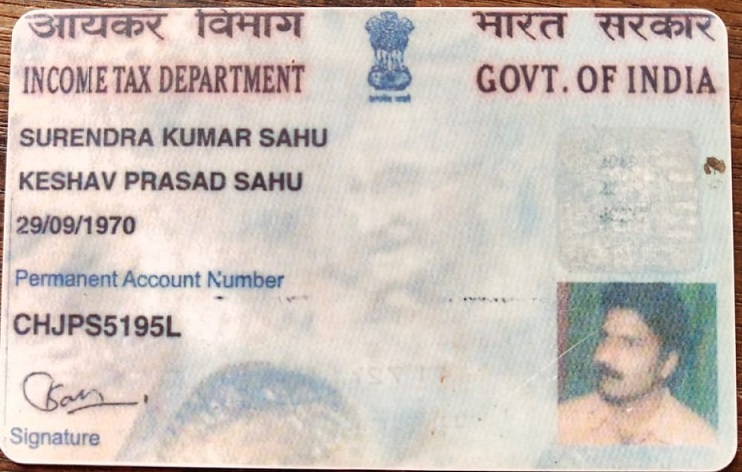 आयकर विभाग
भारत सरकार
INCOME TAX DEPARTMENT
GOVT. OF INDIA
SURENDRA KUMAR SAHU
KESHAV PRASAD SAHU
29/09/1970
Permanent Account Number
CHJPS5195L
Signature